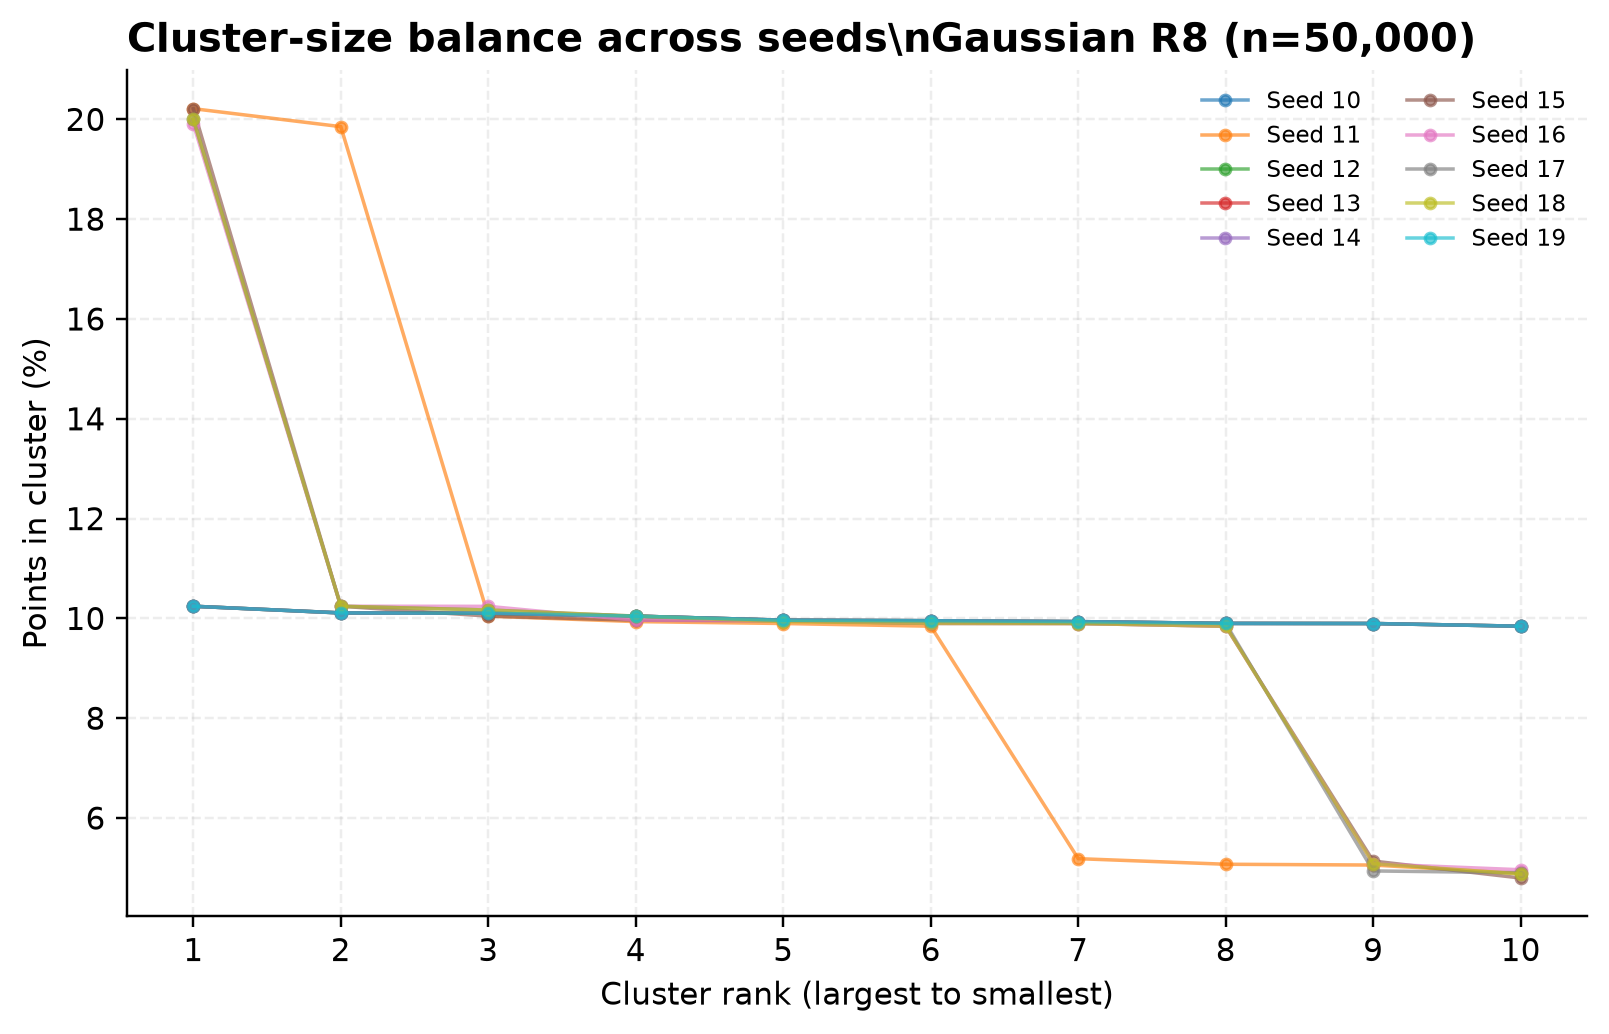 Cluster-size balance across seeds\nGaussian R8 (n=50,000)
Points in cluster (%)
20
18
16
14
12
10
8
6
Seed 10
Seed 11
Seed 12
Seed 13
Seed 14
Seed 15
Seed 16
Seed 17
Seed 18
Seed 19
1 2 3 4 5 6 7 8 9 10
Cluster rank (largest to smallest)